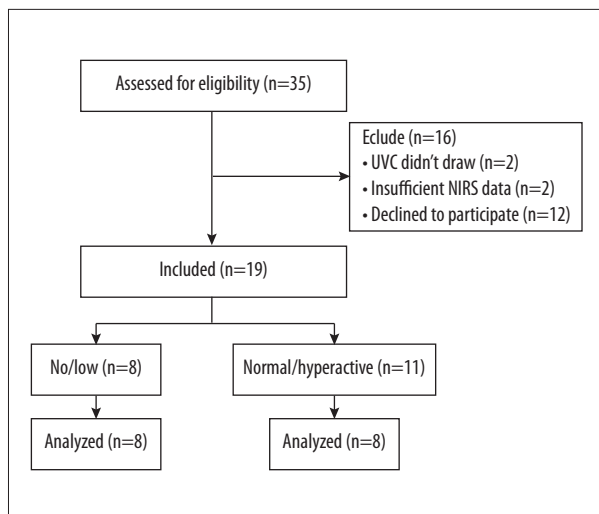 Assessed for eligibility (n=35)
Eclude (n=16)
• UVC didn't draw (n=2)
• Insufficient NIRS data (n=2)
• Declined to participate (n=12)
Included (n=19)
No/low (n=8)
Normal/hyperactive (n=11)
Analyzed (n=8)
Analyzed (n=8)